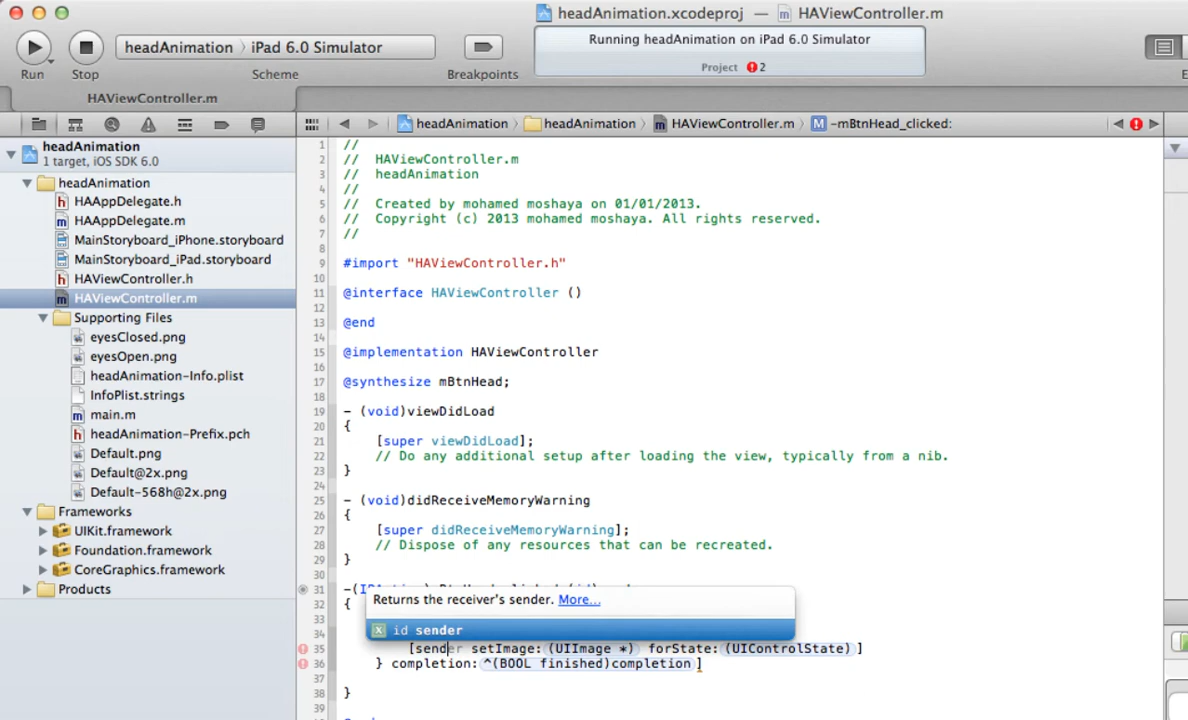 headAnimation.xcodeproj — HAViewController.m
headAnimation 〉 iPad 6.0 Simulator
Running headAnimation on iPad 6.0 Simulator
Project 2
Run
Stop
Scheme
Breakpoints
HAViewController.m
headAnimation 〉 headAnimation 〉 HAViewController.m 〉 M -mBtnHead_clicked:
headAnimation
1 target, iOS SDK 6.0
headAnimation
HAAppDelegate.h
HAAppDelegate.m
MainStoryboard_iPhone.storyboard
MainStoryboard_iPad.storyboard
HAViewController.h
HAViewController.m
Supporting Files
eyesClosed.png
eyesOpen.png
headAnimation-Info.plist
InfoPlist.strings
main.m
headAnimation-Prefix.pch
Default.png
Default@2x.png
Default-568h@2x.png
Frameworks
UIKit.framework
Foundation.framework
CoreGraphics.framework
Products
1 //
2 // HAViewController.m
3 // headAnimation
4 //
5 // Created by mohamed moshaya on 01/01/2013.
6 // Copyright (c) 2013 mohamed moshaya. All rights reserved.
7 //
8
9 #import "HAViewController.h"
10
11 @interface HAViewController ()
12
13 @end
14
15 @implementation HAViewController
16
17 @synthesize mBtnHead;
18
19 - (void)viewDidLoad
20 {
21 [super viewDidLoad];
22 // Do any additional setup after loading the view, typically from a nib.
23 }
24
25 - (void)didReceiveMemoryWarning
26 {
27 [super didReceiveMemoryWarning];
28 // Dispose of any resources that can be recreated.
29 }
30
31
32 {
Returns the receiver's sender. More...
33
id sender
34
35 [sender setImage:(UIImage *) forState:(UIControlState)]
36 } completion:^(BOOL finished)completion]
37
38 }
39